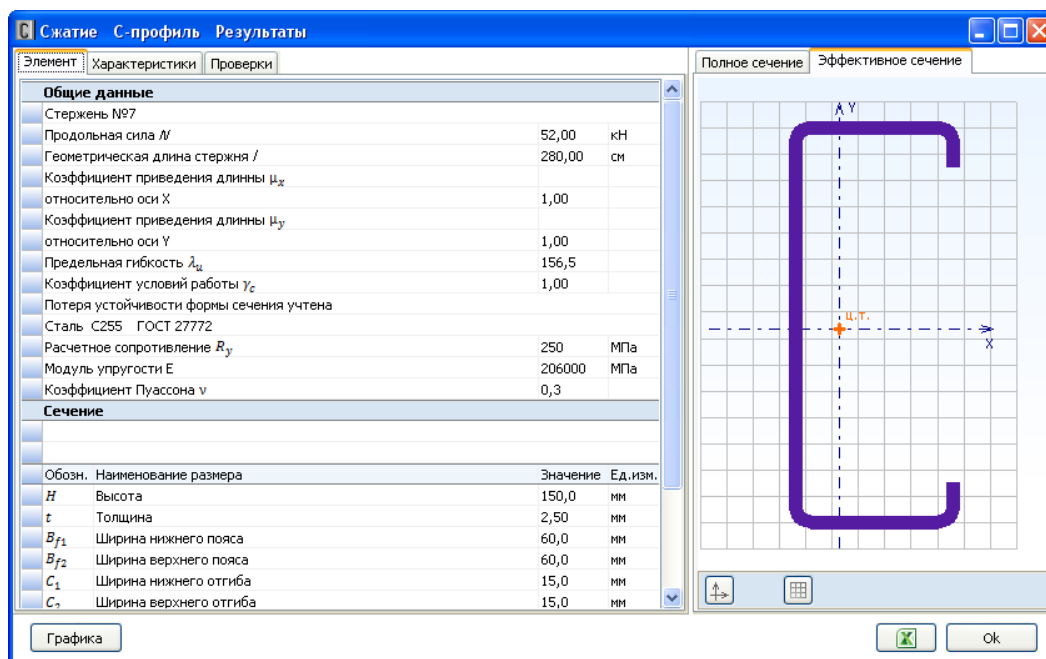 Сжатие С-профиль Результаты
Элемент Характеристики Проверки
Полное сечение Эффективное сечение
Общие данные
Стержень №7
Продольная сила N 52,00 кН
Геометрическая длина стержня l 280,00 см
Коэффициент приведения длинны μx
относительно оси X 1,00
Коэффициент приведения длинны μy
относительно оси Y 1,00
Предельная гибкость λu 156,5
Коэффициент условий работы γc 1,00
Потеря устойчивости формы сечения учтена
Сталь С255 ГОСТ 27772
Расчетное сопротивление Ry 250 МПа
Модуль упругости E 206000 МПа
Коэффициент Пуассона ν 0,3
Сечение
Обозн. Наименование размера Значение Ед.изм.
H Высота 150,0 мм
t Толщина 2,50 мм
Bf1 Ширина нижнего пояса 60,0 мм
Bf2 Ширина верхнего пояса 60,0 мм
C1 Ширина нижнего отгиба 15,0 мм
C2 Ширина верхнего отгиба 15,0 мм
Y
ц.т.
X
Графика
Ok